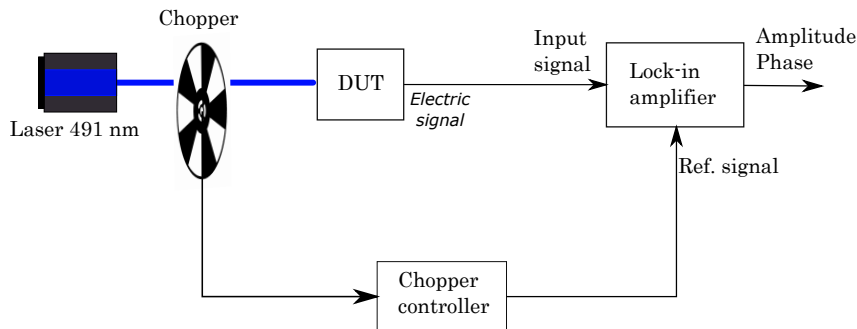 Chopper
Laser 491 nm
DUT
Electric
signal
Input
signal
Lock-in
amplifier
Amplitude
Phase
Ref. signal
Chopper
controller